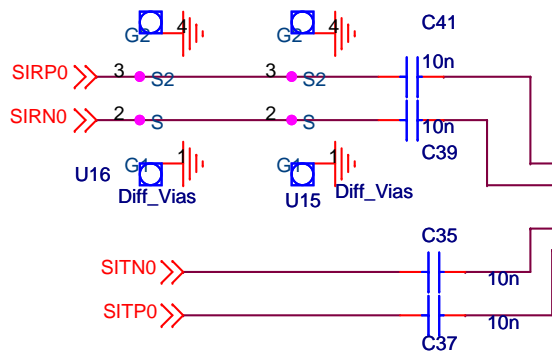 C41
G2 4 G2 4
10n
SIRP0 3 S2 3 S2
SIRN0 2 S 2 S
10n
C39
G1 1 G1 1
U16
Diff_Vias U15 Diff_Vias
C35
SITN0
10n
SITP0
10n
C37